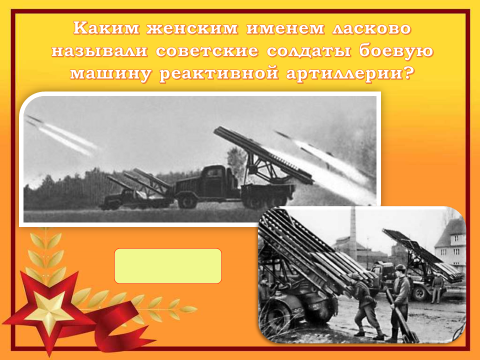 Каким женским именем ласково
называли советские солдаты боевую
машину реактивной артиллерии?